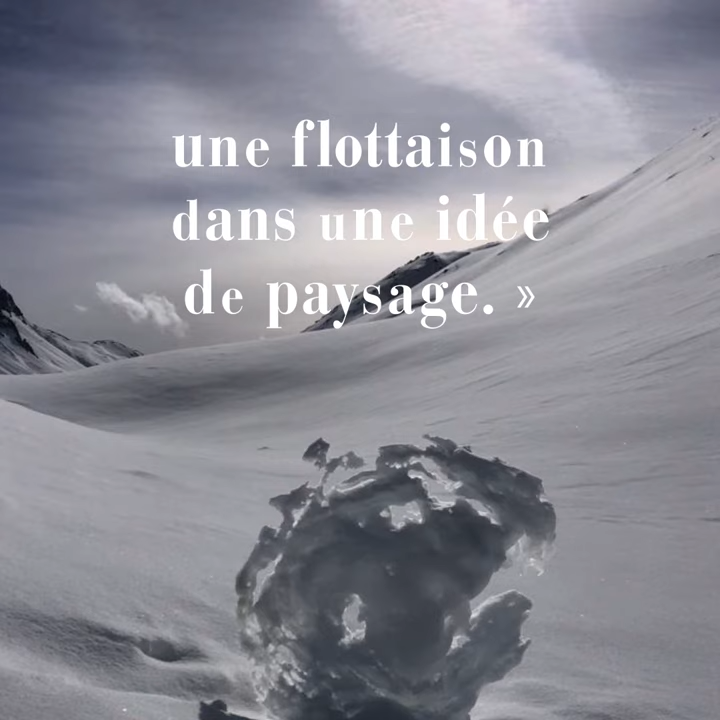 une flottaison
dans une idée
de paysage. »